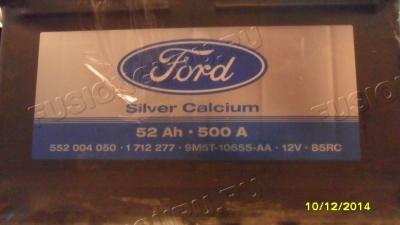 Ford
Silver Calcium
52 Ah · 500 A
552 004 050 · 1 712 277 · 9M5T-10655-AA · 12V · 85RC
10/12/2014